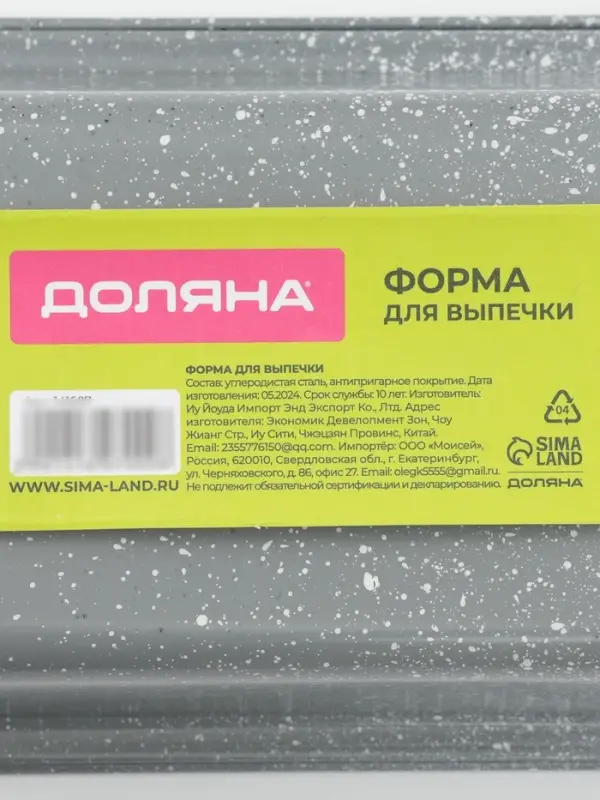 ДОЛЯНА®
ФОРМА
ДЛЯ ВЫПЕЧКИ
ФОРМА ДЛЯ ВЫПЕЧКИ
Состав: углеродистая сталь, антипригарное покрытие. Дата
изготовления: 05.2024. Срок службы: 10 лет. Изготовитель:
Иу Йоуда Импорт Энд Экспорт Ко., Лтд. Адрес
изготовителя: Экономик Девелопмент Зон, Чоу
Жианг Стр., Иу Сити, Чжэцзян Провинс, Китай.
Email: 2355776150@qq.com. Импортёр: ООО «Моисей»,
Россия, 620010, Свердловская обл., г. Екатеринбург,
ул. Черняховского, д. 86, офис 27. Email: olegk5555@gmail.ru.
Не подлежит обязательной сертификации и декларированию.
WWW.SIMA-LAND.RU
04
SIMA
LAND
ДОЛЯНА®